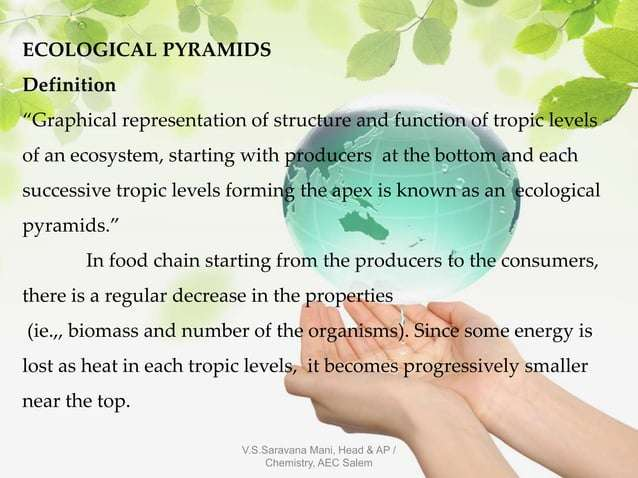 ECOLOGICAL PYRAMIDS
Definition
“Graphical representation of structure and function of tropic levels
of an ecosystem, starting with producers at the bottom and each
successive tropic levels forming the apex is known as an ecological
pyramids.”
In food chain starting from the producers to the consumers,
there is a regular decrease in the properties
(ie.,, biomass and number of the organisms). Since some energy is
lost as heat in each tropic levels, it becomes progressively smaller
near the top.
V.S.Saravana Mani, Head & AP /
Chemistry, AEC Salem